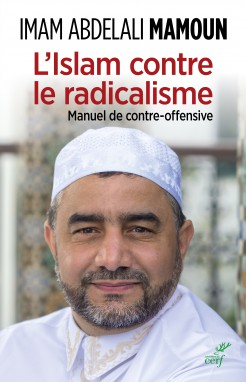 IMAM ABDELALI MAMOUN
L'Islam contre
le radicalisme
Manuel de contre-offensive
cerf